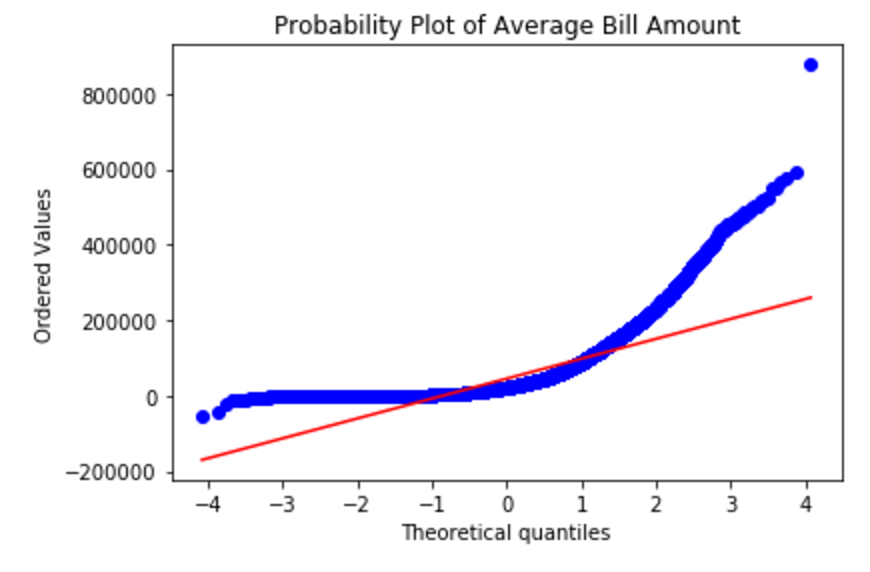 Probability Plot of Average Bill Amount
800000
600000
400000
200000
0
−200000
Ordered Values
−4 −3 −2 −1 0 1 2 3 4
Theoretical quantiles